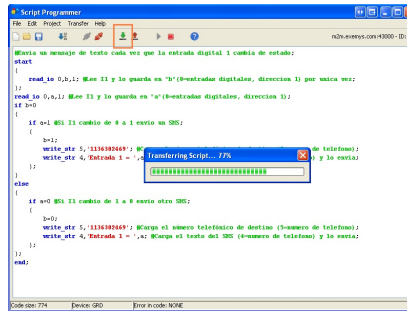 Script Programmer
File Edit Project Transfer Help
m2m.exemys.com:43000 - ID:
#Envia un mensaje de texto cada vez que la entrada digital 1 cambia de estado;
start
{
read_io 0,b,1; #Lee I1 y lo guarda en "b"(0=entradas digitales, direccion 1) por unica vez;
};
read_io 0,a,1; #Lee I1 y lo guarda en "a"(0=entradas digitales, direccion 1);
if b=0
{
if a=1 #Si I1 cambio de 0 a 1 envio un SMS;
{
b=1;
write_str 5,'1136302469'; de telefono);
write_str 4,'Entrada 1 = ',a y lo envia;
};
}
Transferring Script... 77%
else
{
if a=0 #Si I1 cambio de 1 a 0 envio otro SMS;
{
b=0;
write_str 5,'1136302469'; #Carga el número telefónico de destino (5=numero de telefono);
write_str 4,'Entrada 1 = ',a; #Carga el texto del SMS (4=numero de telefono) y lo envia;
};
};
end;
Code size: 774 Device: GRD Error in code: NONE